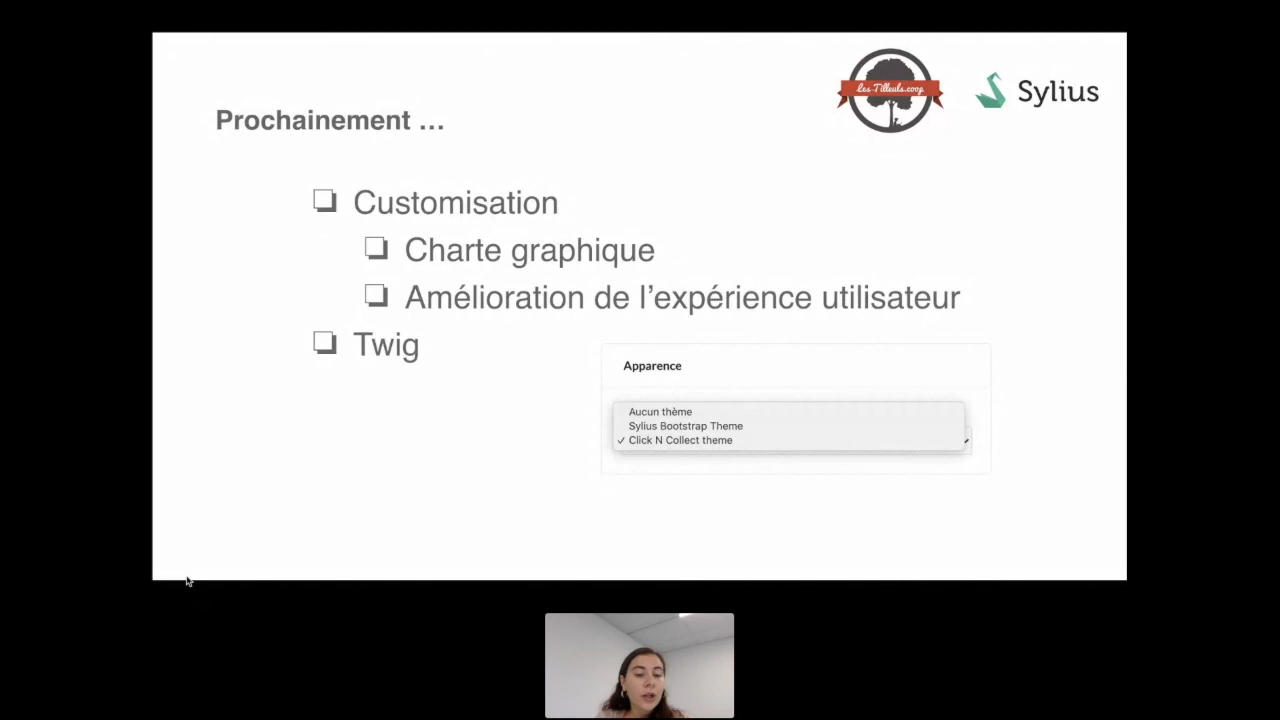 Les-Tilleuls.coop
Sylius
Prochainement ...
❏ Customisation
❏ Charte graphique
❏ Amélioration de l’expérience utilisateur
❏ Twig
Apparence
Aucun thème
Sylius Bootstrap Theme
✓ Click N Collect theme